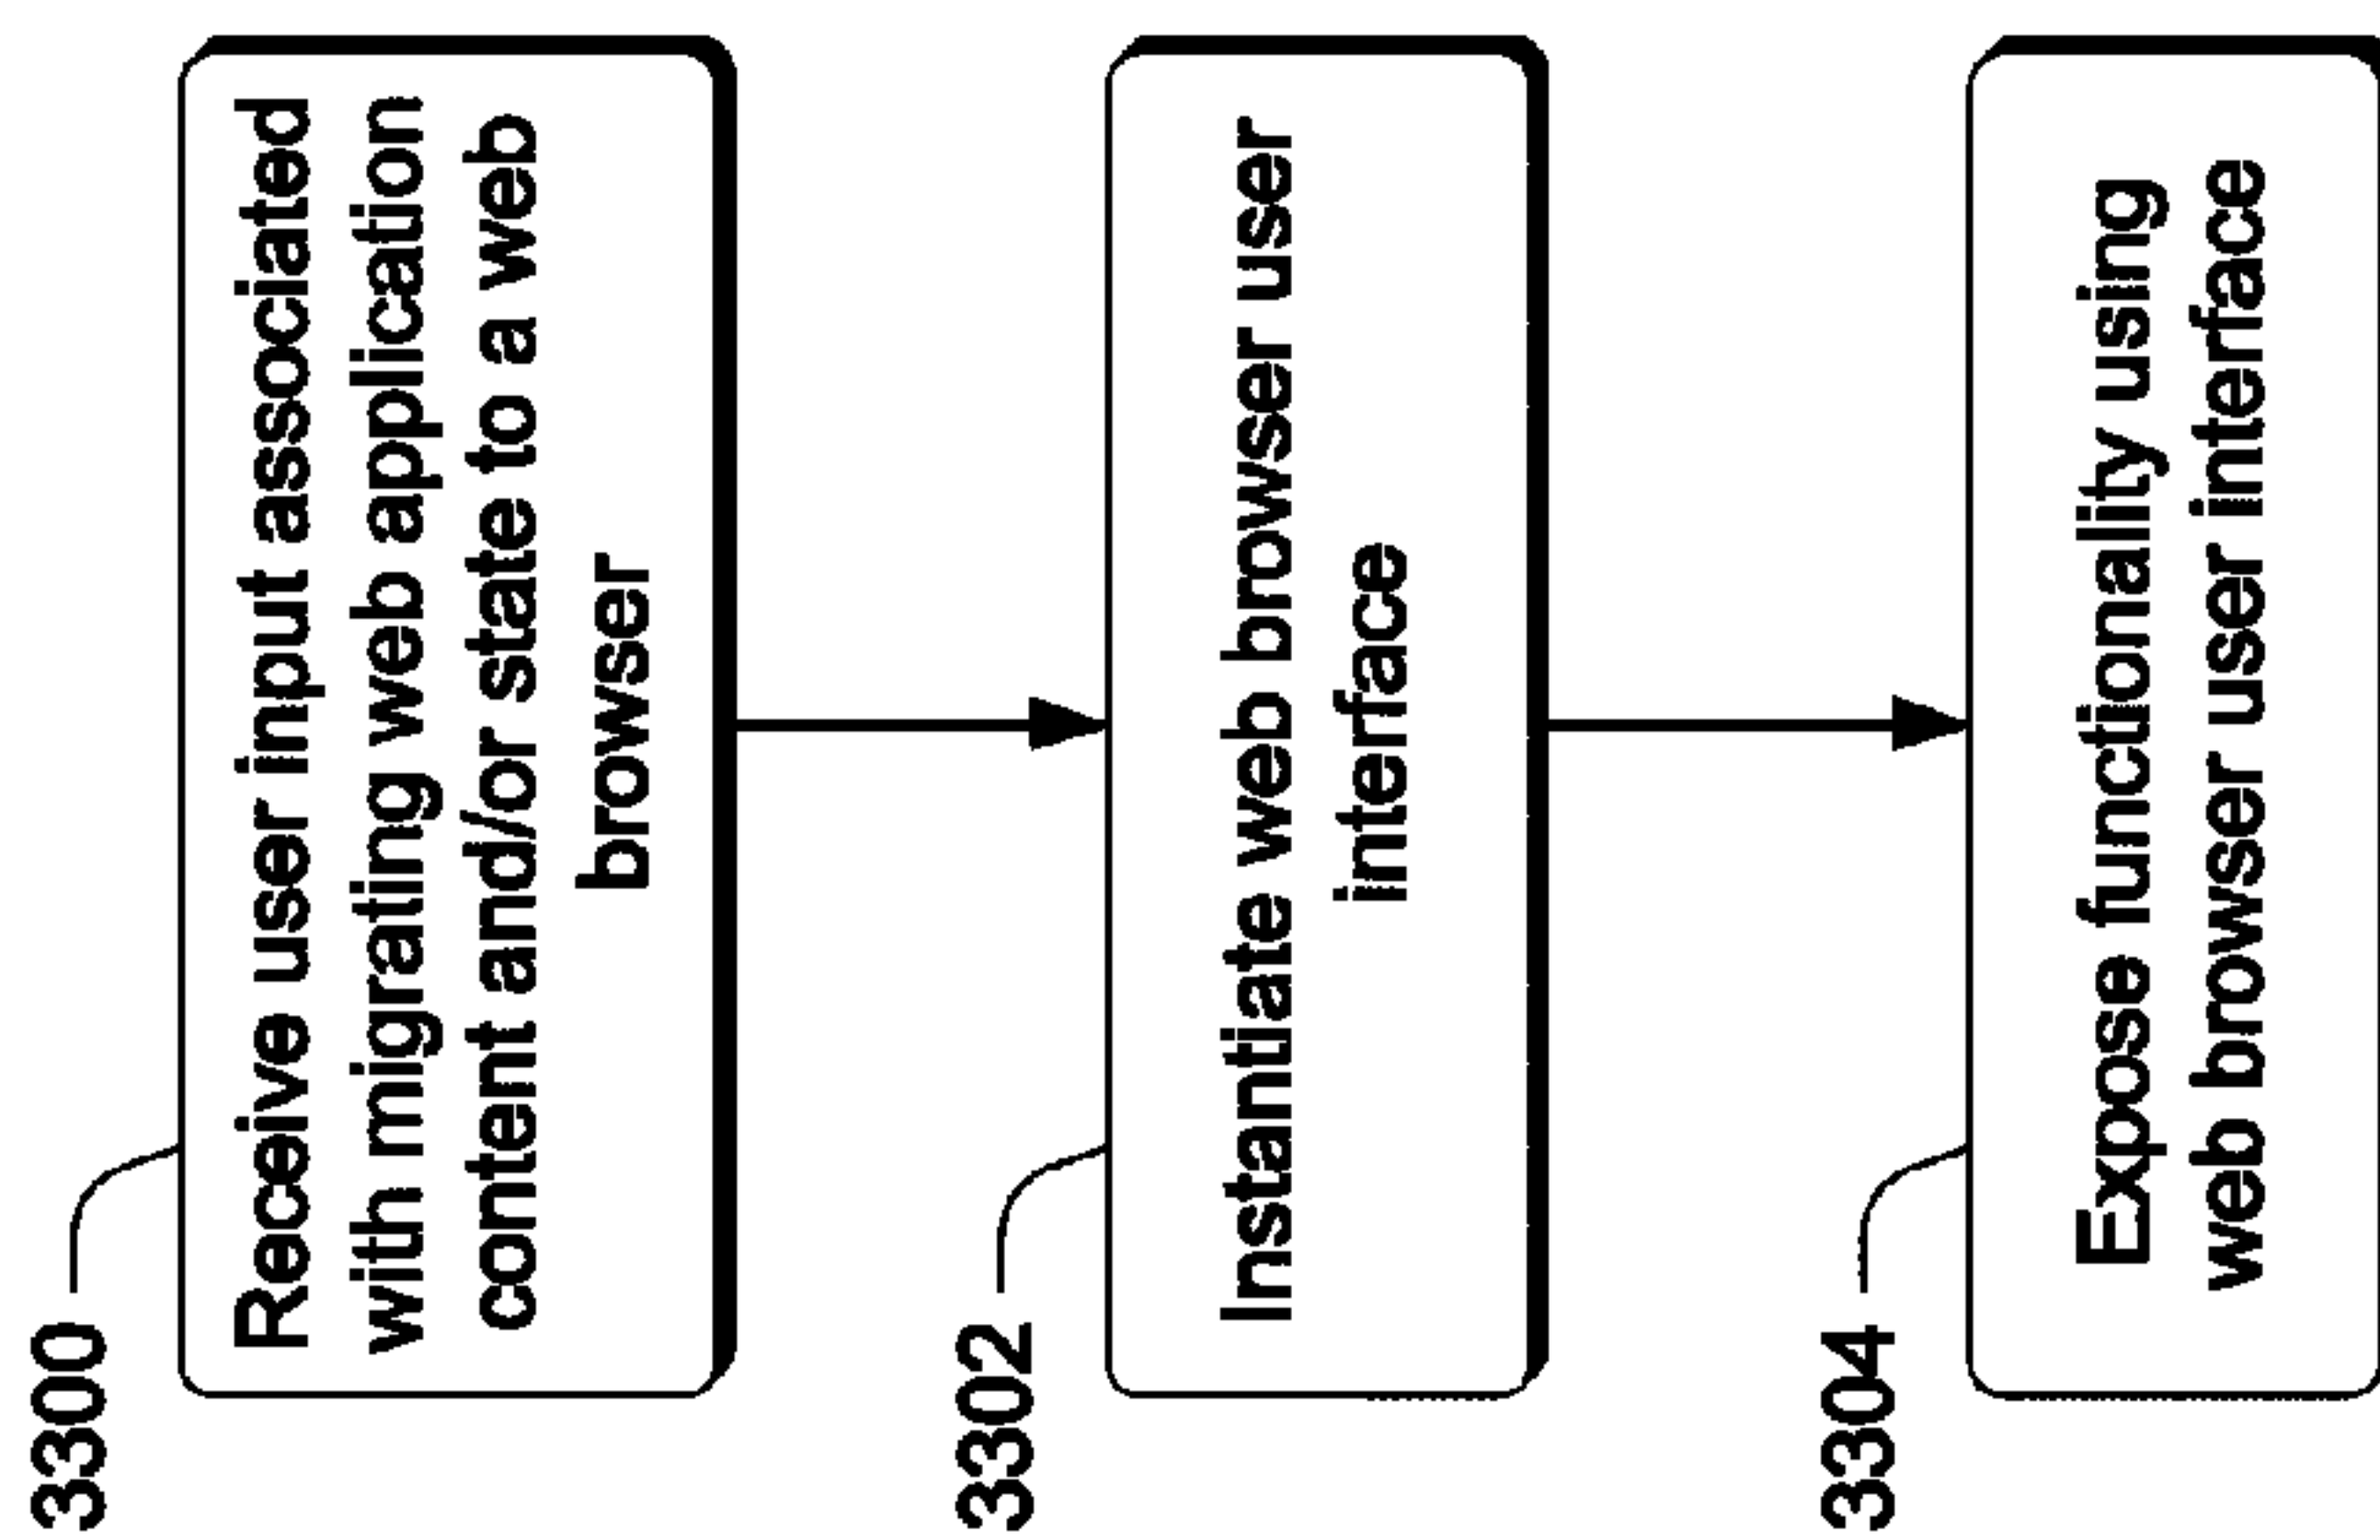 3300
Receive user input associated
with migrating web application
content and/or state to a web
browser
3302
Instantiate web browser user
interface
3304
Expose functionality using
web browser user interface